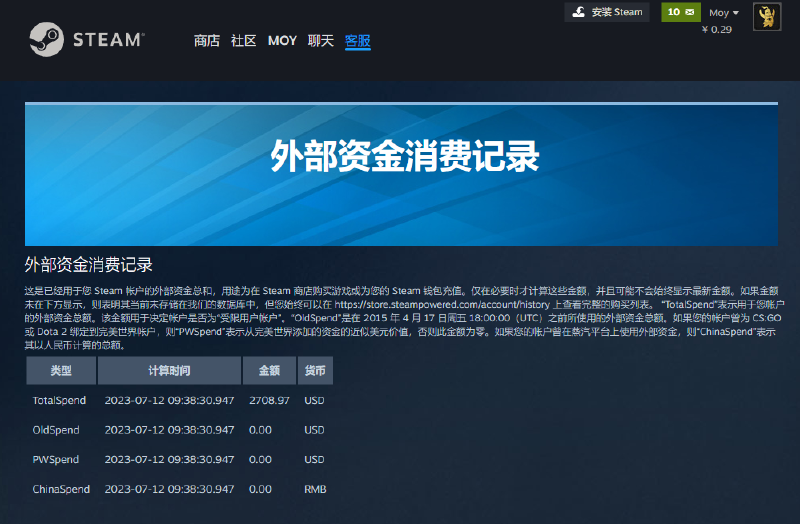 安装 Steam
10
Moy
¥ 0.29
STEAM®
商店 社区 MOY 聊天 客服
外部资金消费记录
外部资金消费记录
这是已经用于您 Steam 帐户的外部资金总和，用途为在 Steam 商店购买游戏或为您的 Steam 钱包充值。仅在必要时才计算这些金额，并且可能不会始终显示最新金额。如果金额
未在下方显示，则表明其当前未存储在我们的数据库中，但您始终可以在 https://store.steampowered.com/account/history 上查看完整的购买列表。 “TotalSpend”表示用于您帐户
的外部资金总额。该金额用于决定帐户是否为“受限用户帐户”。“OldSpend”是在 2015 年 4 月 17 日周五 18:00:00（UTC）之前所使用的外部资金总额。如果您的帐户曾为 CS:GO
或 Dota 2 绑定到完美世界帐户，则“PWSpend”表示从完美世界添加的资金的近似美元价值，否则此金额为零。如果您的帐户曾在蒸汽平台上使用外部资金，则“ChinaSpend”表示
其以人民币计算的总额。
类型 计算时间 金额 货币
TotalSpend 2023-07-12 09:38:30.947 2708.97 USD
OldSpend 2023-07-12 09:38:30.947 0.00 USD
PWSpend 2023-07-12 09:38:30.947 0.00 USD
ChinaSpend 2023-07-12 09:38:30.947 0.00 RMB